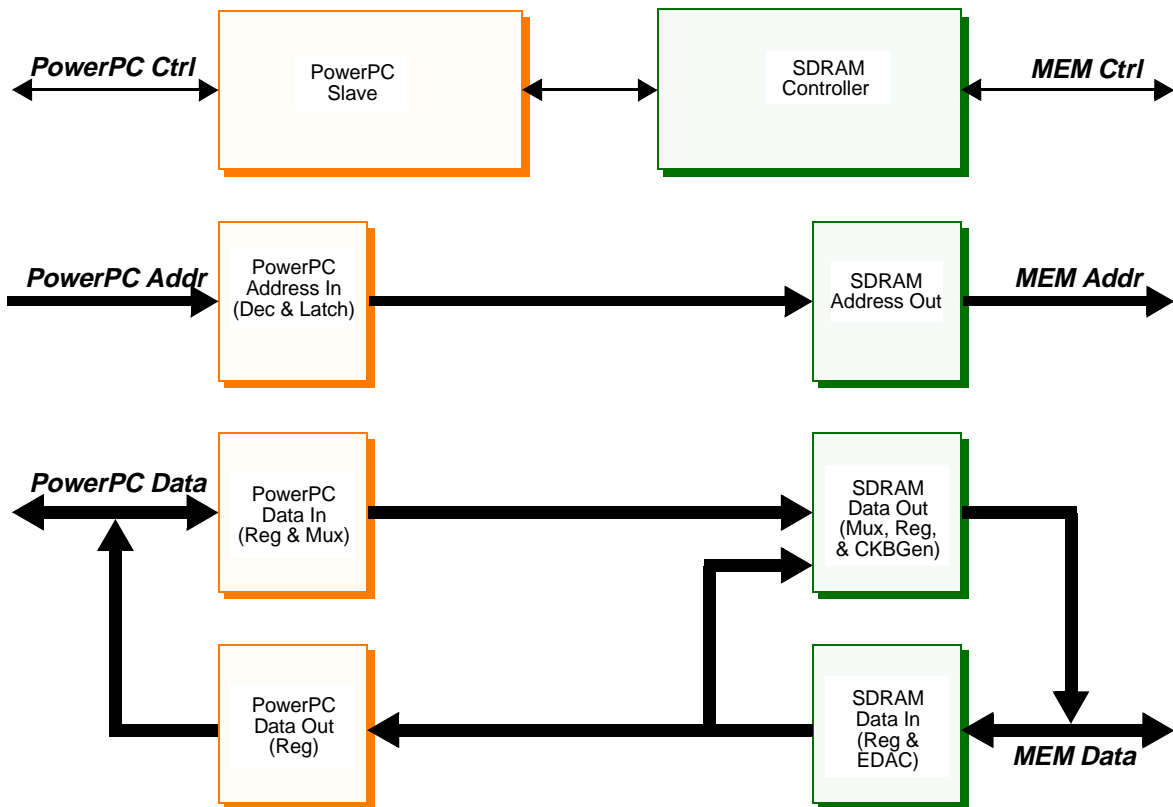 PowerPC Ctrl
PowerPC
Slave
SDRAM
Controller
MEM Ctrl
PowerPC Addr
PowerPC
Address In
(Dec & Latch)
SDRAM
Address Out
MEM Addr
PowerPC Data
PowerPC
Data In
(Reg & Mux)
SDRAM
Data Out
(Mux, Reg,
& CKBGen)
PowerPC
Data Out
(Reg)
SDRAM
Data In
(Reg &
EDAC)
MEM Data